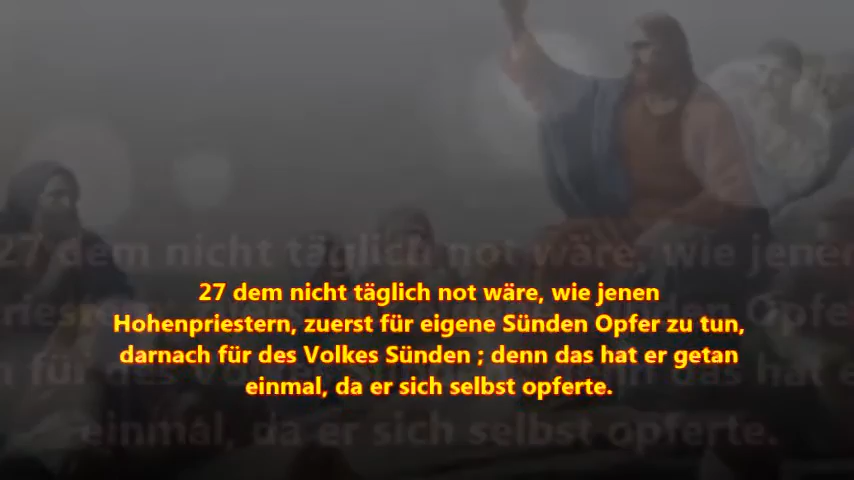 27 dem nicht täglich not wäre, wie jenen
Hohenpriestern, zuerst für eigene Sünden Opfer zu tun,
darnach für des Volkes Sünden ; denn das hat er getan
einmal, da er sich selbst opferte.